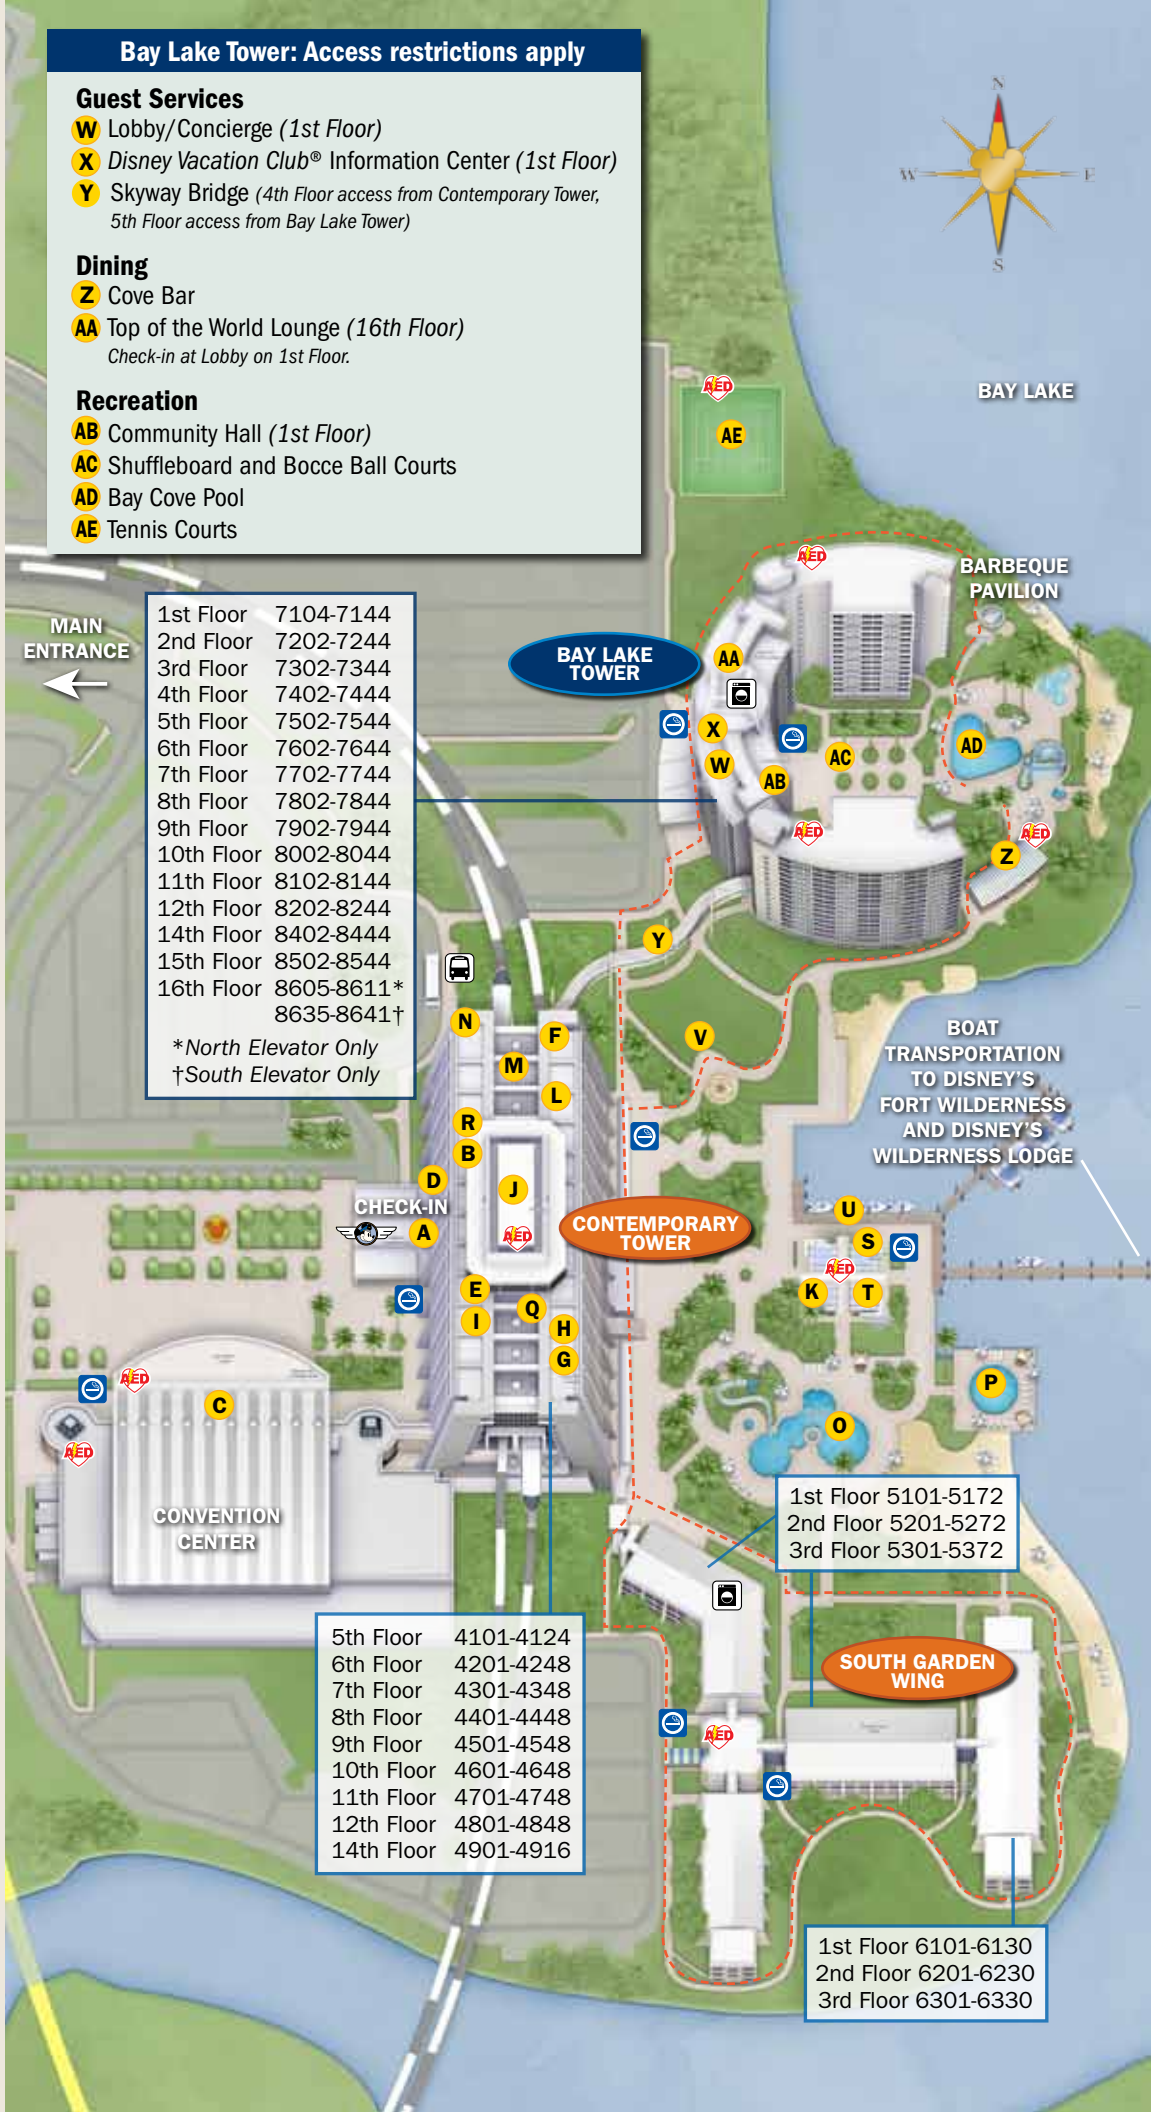 Bay Lake Tower: Access restrictions apply
Guest Services
W Lobby/Concierge (1st Floor)
X Disney Vacation Club® Information Center (1st Floor)
Y Skyway Bridge (4th Floor access from Contemporary Tower,
5th Floor access from Bay Lake Tower)
Dining
Z Cove Bar
AA Top of the World Lounge (16th Floor)
Check-in at Lobby on 1st Floor.
Recreation
AB Community Hall (1st Floor)
AC Shuffleboard and Bocce Ball Courts
AD Bay Cove Pool
AE Tennis Courts
N
W E
S
BAY LAKE
AED
AE
AED
BARBEQUE
PAVILION
MAIN
ENTRANCE
1st Floor 7104-7144
2nd Floor 7202-7244
3rd Floor 7302-7344
4th Floor 7402-7444
5th Floor 7502-7544
6th Floor 7602-7644
7th Floor 7702-7744
8th Floor 7802-7844
9th Floor 7902-7944
10th Floor 8002-8044
11th Floor 8102-8144
12th Floor 8202-8244
14th Floor 8402-8444
15th Floor 8502-8544
16th Floor 8605-8611*
8635-8641†
*North Elevator Only
†South Elevator Only
BAY LAKE
TOWER
AA
X
W
AB
AC
AD
AED
AED
Z
Y
V
N
F
M
L
R
B
D
J
CHECK-IN
A
AED
CONTEMPORARY
TOWER
E
I
Q
H
G
BOAT
TRANSPORTATION
TO DISNEY'S
FORT WILDERNESS
AND DISNEY'S
WILDERNESS LODGE
U
S
AED
K
T
P
O
AED
C
AED
CONVENTION
CENTER
1st Floor 5101-5172
2nd Floor 5201-5272
3rd Floor 5301-5372
5th Floor 4101-4124
6th Floor 4201-4248
7th Floor 4301-4348
8th Floor 4401-4448
9th Floor 4501-4548
10th Floor 4601-4648
11th Floor 4701-4748
12th Floor 4801-4848
14th Floor 4901-4916
SOUTH GARDEN
WING
AED
1st Floor 6101-6130
2nd Floor 6201-6230
3rd Floor 6301-6330